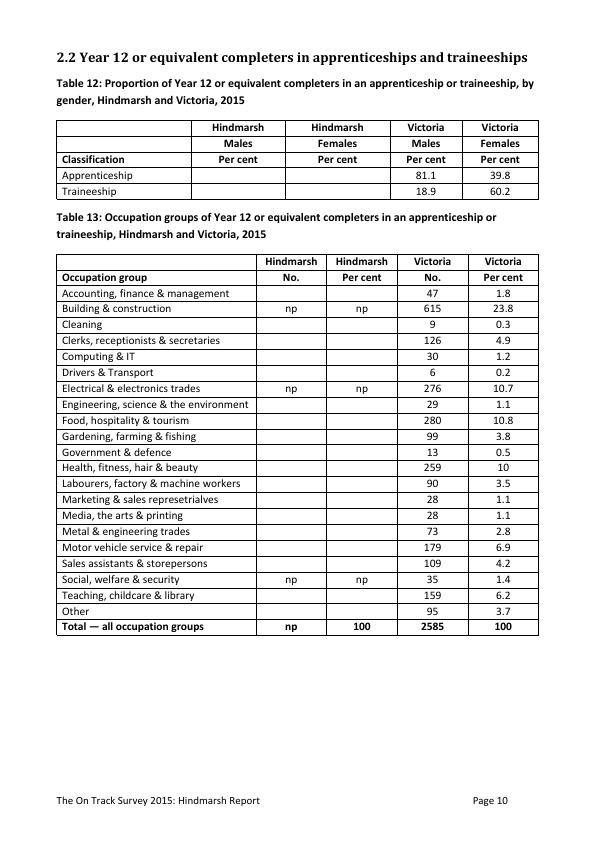 2.2 Year 12 or equivalent completers in apprenticeships and traineeships
Table 12: Proportion of Year 12 or equivalent completers in an apprenticeship or traineeship, by
gender, Hindmarsh and Victoria, 2015
Hindmarsh Hindmarsh Victoria Victoria
Males Females Males Females
Classification Per cent Per cent Per cent Per cent
Apprenticeship 81.1 39.8
Traineeship 18.9 60.2
Table 13: Occupation groups of Year 12 or equivalent completers in an apprenticeship or
traineeship, Hindmarsh and Victoria, 2015
Hindmarsh Hindmarsh Victoria Victoria
Occupation group No. Per cent No. Per cent
Accounting, finance & management 47 1.8
Building & construction np np 615 23.8
Cleaning 9 0.3
Clerks, receptionists & secretaries 126 4.9
Computing & IT 30 1.2
Drivers & Transport 6 0.2
Electrical & electronics trades np np 276 10.7
Engineering, science & the environment 29 1.1
Food, hospitality & tourism 280 10.8
Gardening, farming & fishing 99 3.8
Government & defence 13 0.5
Health, fitness, hair & beauty 259 10
Labourers, factory & machine workers 90 3.5
Marketing & sales represetrialves 28 1.1
Media, the arts & printing 28 1.1
Metal & engineering trades 73 2.8
Motor vehicle service & repair 179 6.9
Sales assistants & storepersons 109 4.2
Social, welfare & security np np 35 1.4
Teaching, childcare & library 159 6.2
Other 95 3.7
Total — all occupation groups np 100 2585 100
The On Track Survey 2015: Hindmarsh Report Page 10